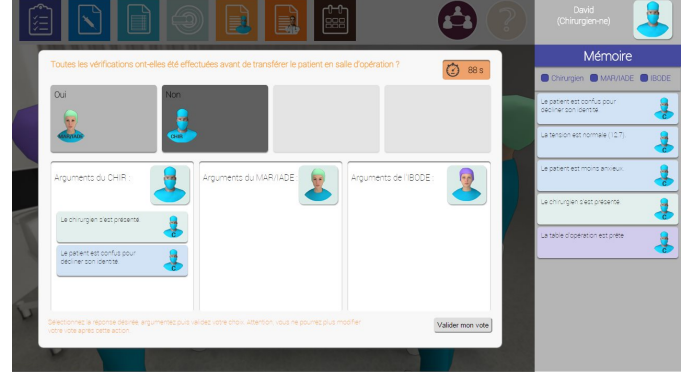 David
(Chirurgien-ne)
Toutes les vérifications ont-elles été effectuées avant de transférer le patient en salle d'opération ?
88 s
Mémoire
Chirurgien MAR/IADE IBODE
Oui
Non
MAR/IADE
CHIR
Le patient est confus pour
décliner son identité.
C
La tension est normale (12.7).
C
Le patient est moins anxieux.
C
Le chirurgien s'est présenté.
C
La table d'opération est prête
C
Arguments du CHIR :
Arguments du MAR/IADE :
Arguments de l'IBODE :
Le chirurgien s'est présenté.
C
Le patient est confus pour
décliner son identité.
C
Sélectionnez la réponse désirée, argumentez puis validez votre choix. Attention, vous ne pourrez plus modifier
votre vote après cette action.
Valider mon vote